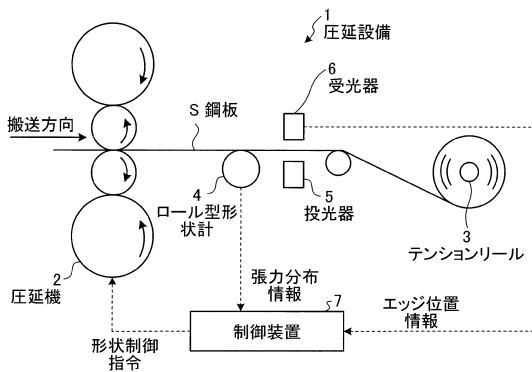 1
圧延設備
6
受光器
搬送方向
S 鋼板
4
ロール型形
状計
5
投光器
3
テンションリール
2
圧延機
張力分布
情報
7
制御装置
エッジ位置
情報
形状制御
指令